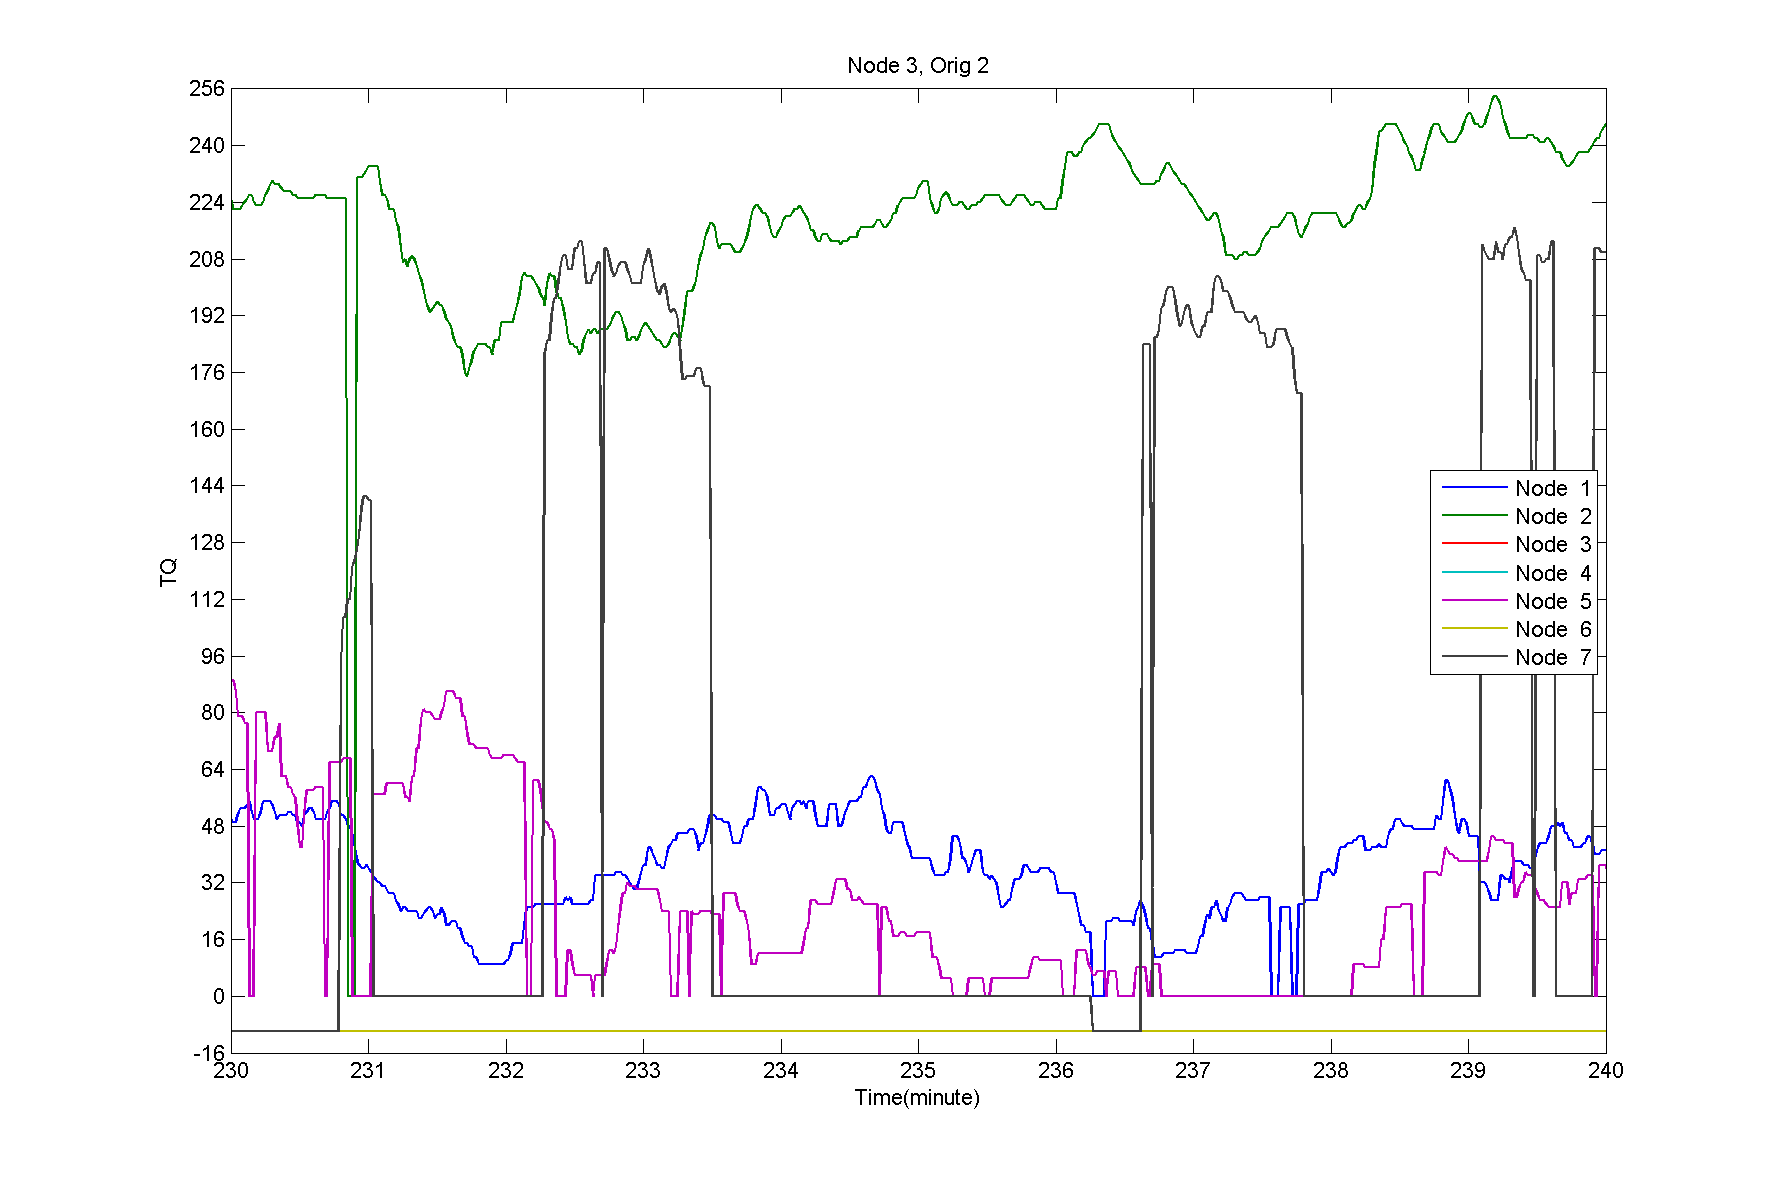 Node 3, Orig 2
256
240
224
208
192
176
160
144
128
112
96
80
64
48
32
16
0
-16
TQ
Node 1
Node 2
Node 3
Node 4
Node 5
Node 6
Node 7
230 231 232 233 234 235 236 237 238 239 240
Time(minute)